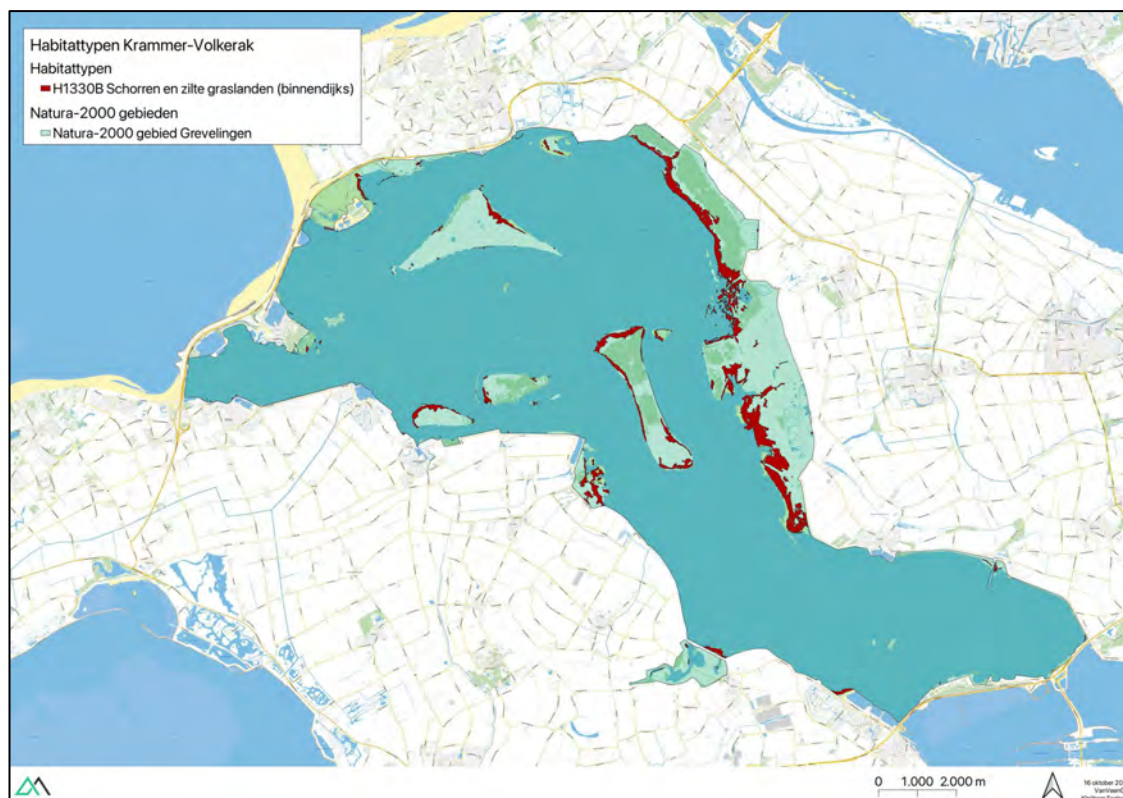 Habitattypen Krammer-Volkerak
Habitattypen
H1330B Schorren en zilte graslanden (binnendijks)
Natura-2000 gebieden
Natura-2000 gebied Grevelingen
0 1.000 2.000 m
16 oktober 20